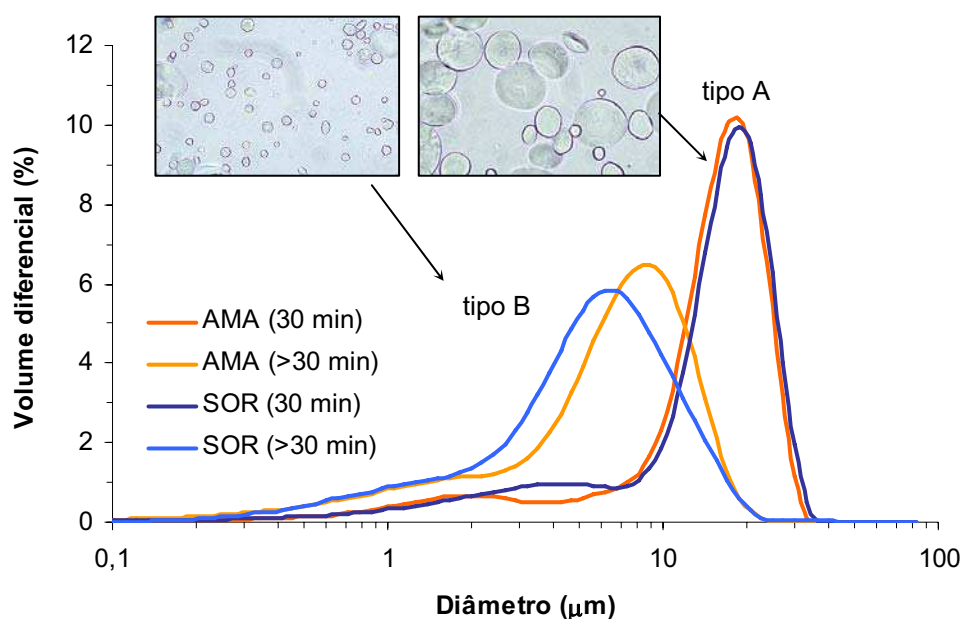 12
10
8
6
4
2
0
Volume diferencial (%)
tipo A
tipo B
AMA (30 min)
AMA (>30 min)
SOR (30 min)
SOR (>30 min)
0,1
1
10
100
Diâmetro (μm)